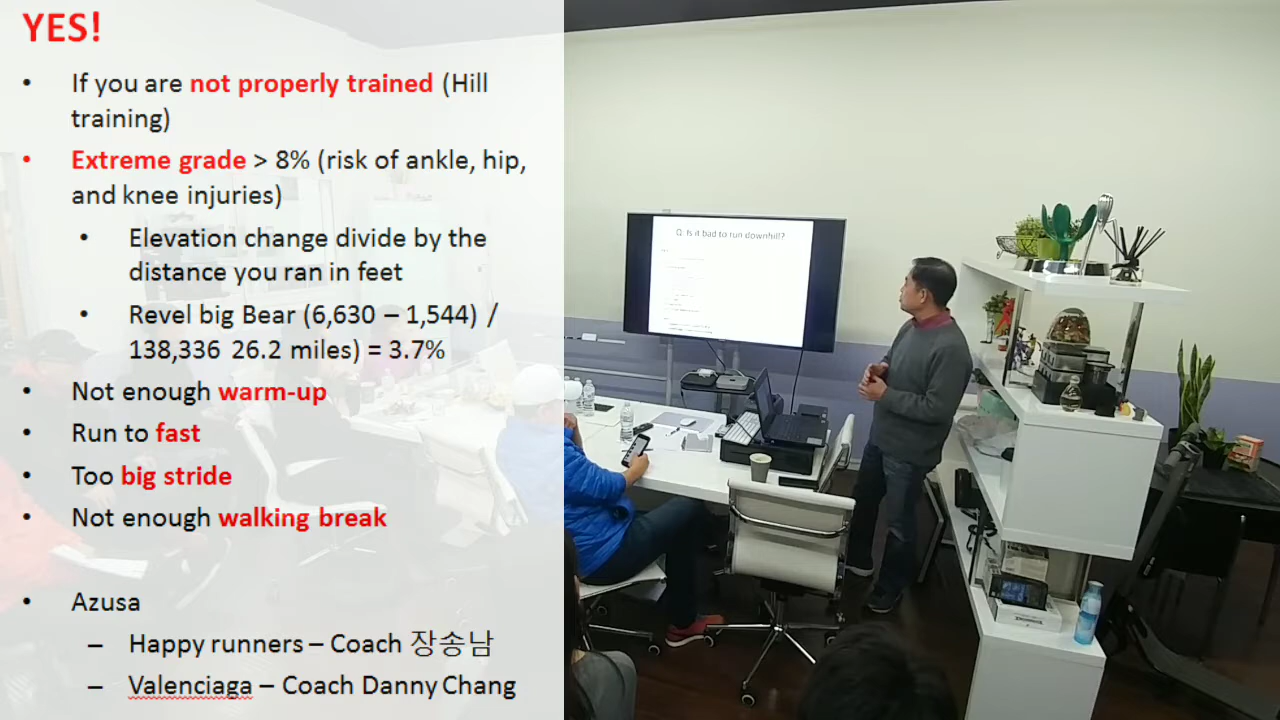 YES!
• If you are not properly trained (Hill
training)
• Extreme grade > 8% (risk of ankle, hip,
and knee injuries)
• Elevation change divide by the
distance you ran in feet
• Revel big Bear (6,630 – 1,544) /
138,336 26.2 miles) = 3.7%
• Not enough warm-up
• Run to fast
• Too big stride
• Not enough walking break
• Azusa
– Happy runners – Coach 장송남
– Valenciaga – Coach Danny Chang
Q: Is it bad to run downhill?